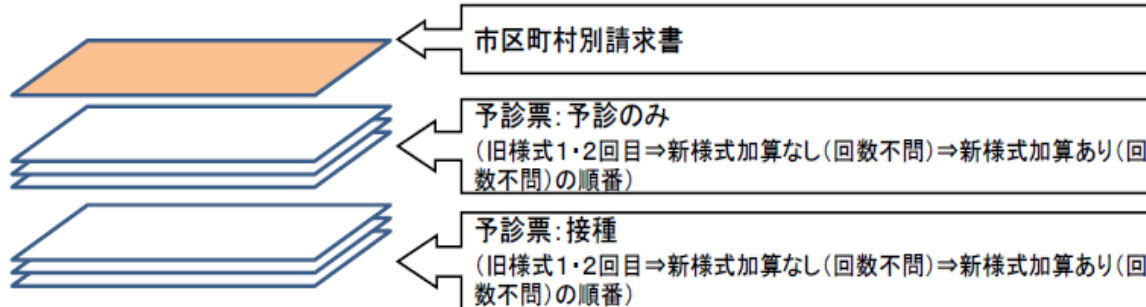 市区町村別請求書
予診票：予診のみ
（旧様式１・２回目⇒新様式加算なし（回数不問）⇒新様式加算あり（回
数不問）の順番）
予診票：接種
（旧様式１・２回目⇒新様式加算なし（回数不問）⇒新様式加算あり（回
数不問）の順番）